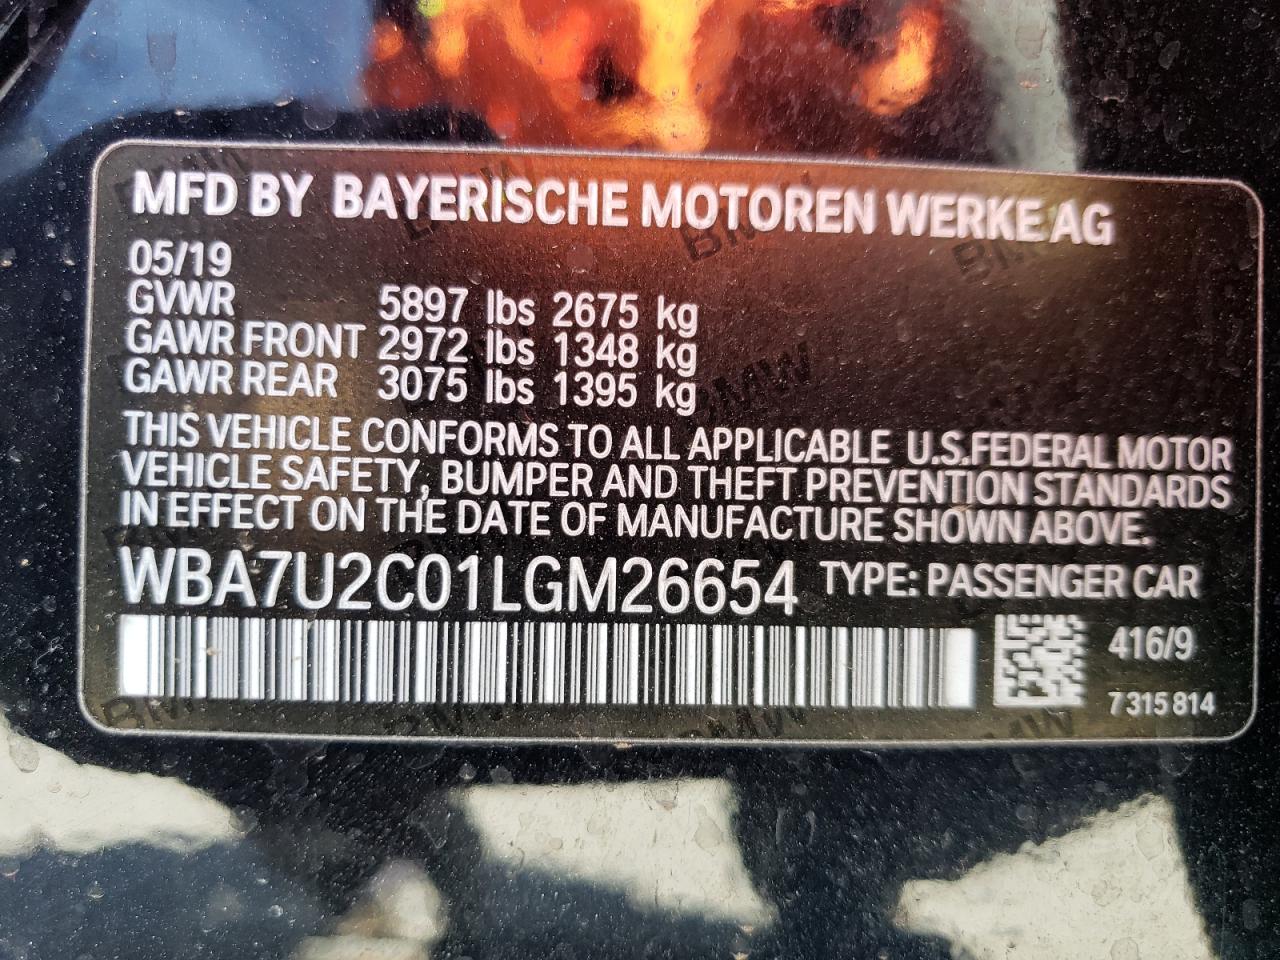 MFD BY BAYERISCHE MOTOREN WERKE AG
05/19
GVWR 5897 lbs 2675 kg
GAWR FRONT 2972 lbs 1348 kg
GAWR REAR 3075 lbs 1395 kg
THIS VEHICLE CONFORMS TO ALL APPLICABLE U.S.FEDERAL MOTOR
VEHICLE SAFETY, BUMPER AND THEFT PREVENTION STANDARDS
IN EFFECT ON THE DATE OF MANUFACTURE SHOWN ABOVE.
WBA7U2C01LGM26654 TYPE: PASSENGER CAR
416/9
7 315 814